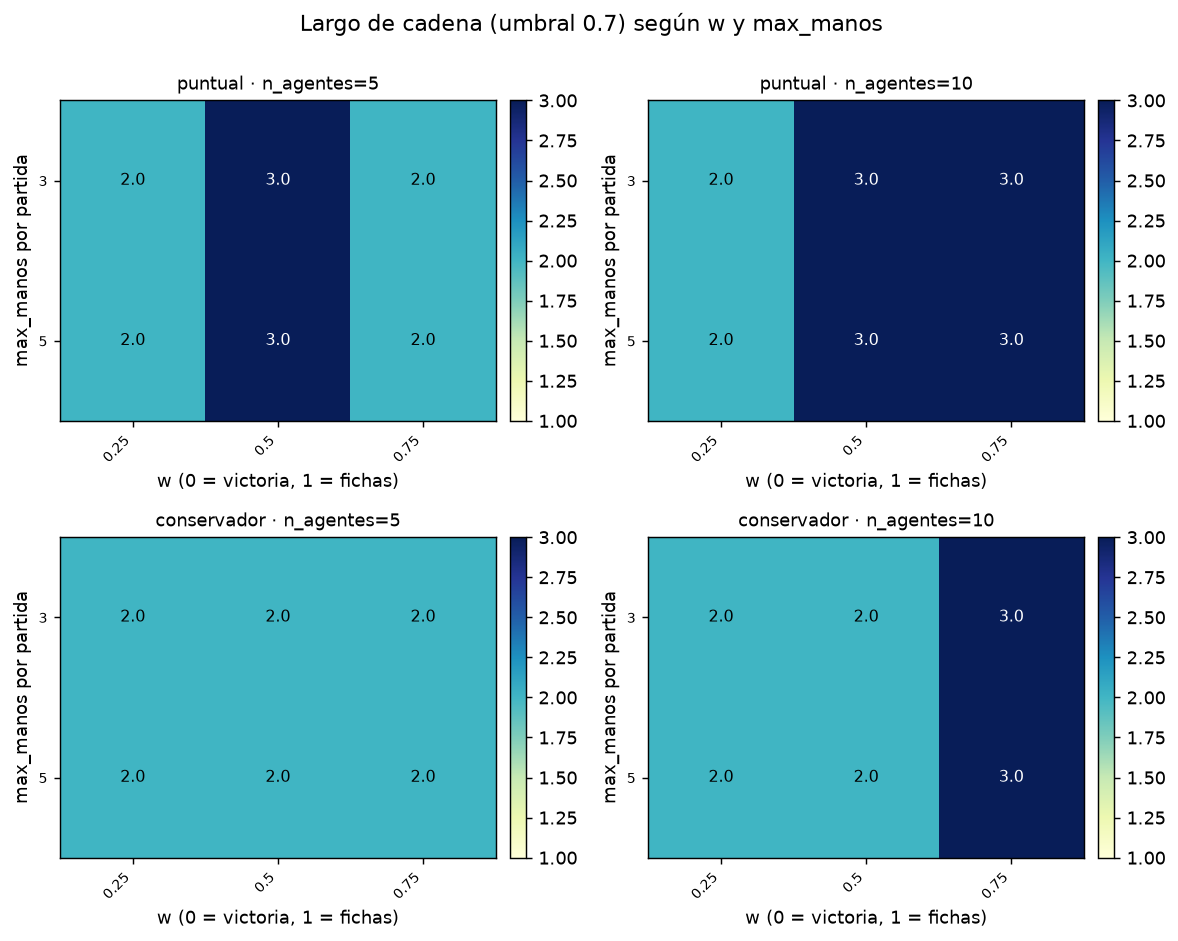 Largo de cadena (umbral 0.7) según w y max_manos
puntual · n_agentes=5
max_manos por partida
3
5
2.0 3.0 2.0
2.0 3.0 2.0
0.25 0.5 0.75
w (0 = victoria, 1 = fichas)
3.00
2.75
2.50
2.25
2.00
1.75
1.50
1.25
1.00
puntual · n_agentes=10
max_manos por partida
3
5
2.0 3.0 3.0
2.0 3.0 3.0
0.25 0.5 0.75
w (0 = victoria, 1 = fichas)
3.00
2.75
2.50
2.25
2.00
1.75
1.50
1.25
1.00
conservador · n_agentes=5
max_manos por partida
3
5
2.0 2.0 2.0
2.0 2.0 2.0
0.25 0.5 0.75
w (0 = victoria, 1 = fichas)
3.00
2.75
2.50
2.25
2.00
1.75
1.50
1.25
1.00
conservador · n_agentes=10
max_manos por partida
3
5
2.0 2.0 3.0
2.0 2.0 3.0
0.25 0.5 0.75
w (0 = victoria, 1 = fichas)
3.00
2.75
2.50
2.25
2.00
1.75
1.50
1.25
1.00